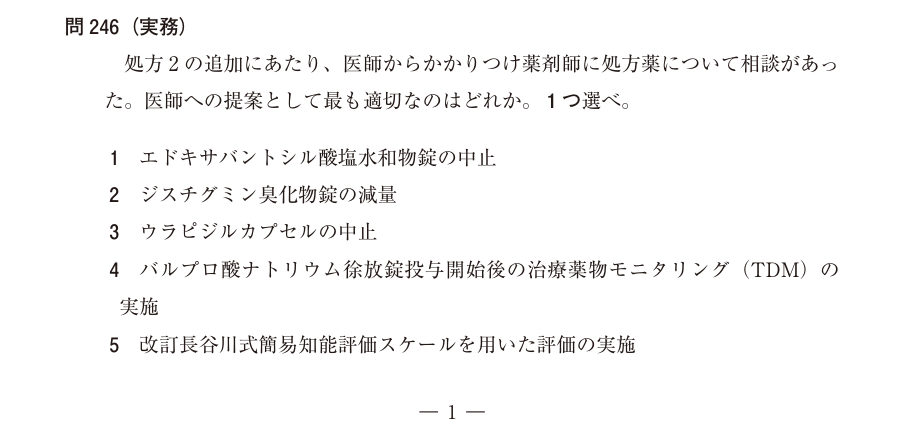 問 246（実務）
処方２の追加にあたり、医師からかかりつけ薬剤師に処方薬について相談があっ
た。医師への提案として最も適切なのはどれか。１つ選べ。
1 エドキサバントシル酸塩水和物錠の中止
2 ジスチグミン臭化物錠の減量
3 ウラピジルカプセルの中止
4 バルプロ酸ナトリウム徐放錠投与開始後の治療薬物モニタリング（TDM）の
実施
5 改訂長谷川式簡易知能評価スケールを用いた評価の実施
― 1 ―